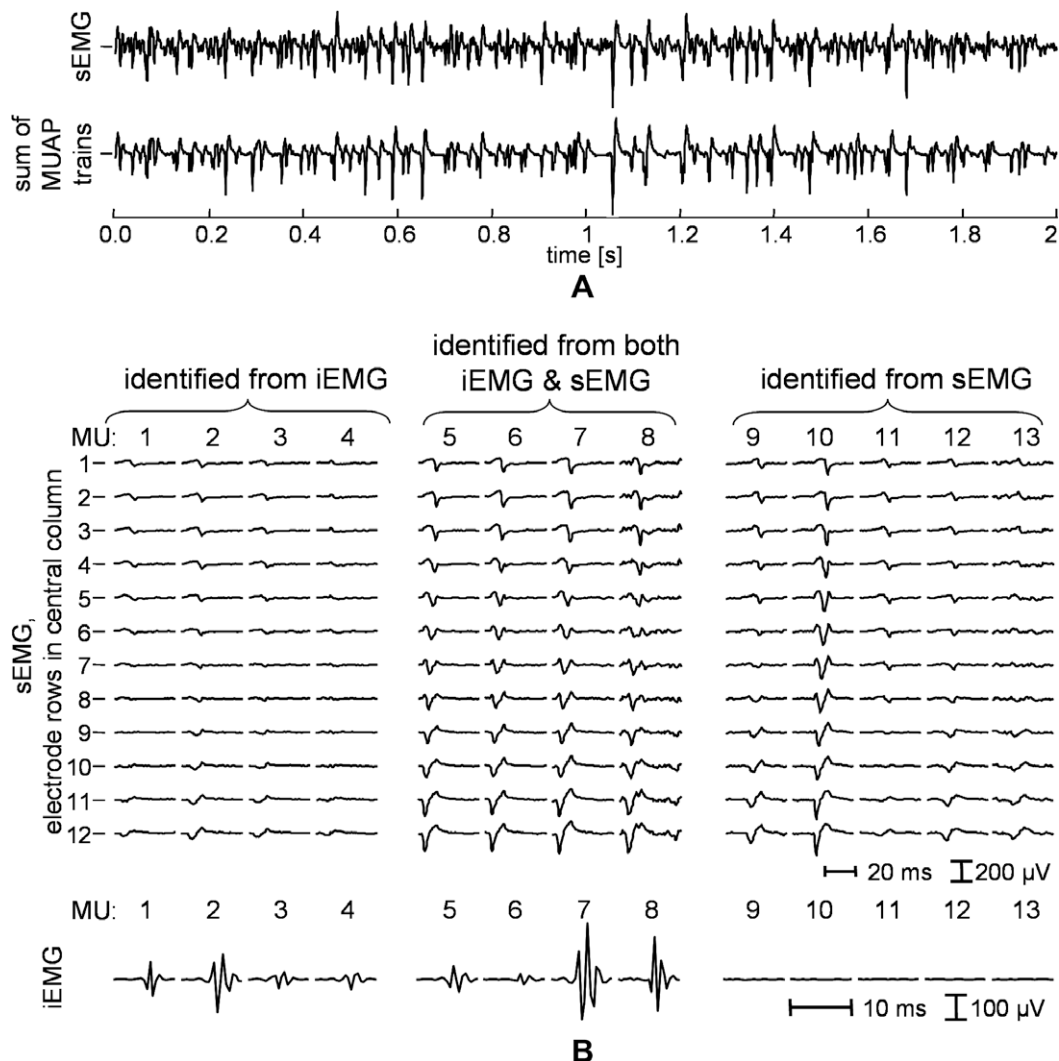 sEMG
sum of
MUAP
trains
0.0 0.2 0.4 0.6 0.8 1 1.2 1.4 1.6 1.8 2
time [s]
A
identified from iEMG
identified from both
iEMG & sEMG
identified from sEMG
MU: 1 2 3 4 5 6 7 8 9 10 11 12 13
sEMG,
electrode rows in central column
1
2
3
4
5
6
7
8
9
10
11
12
20 ms 200 µV
MU: 1 2 3 4 5 6 7 8 9 10 11 12 13
iEMG
10 ms 100 µV
B